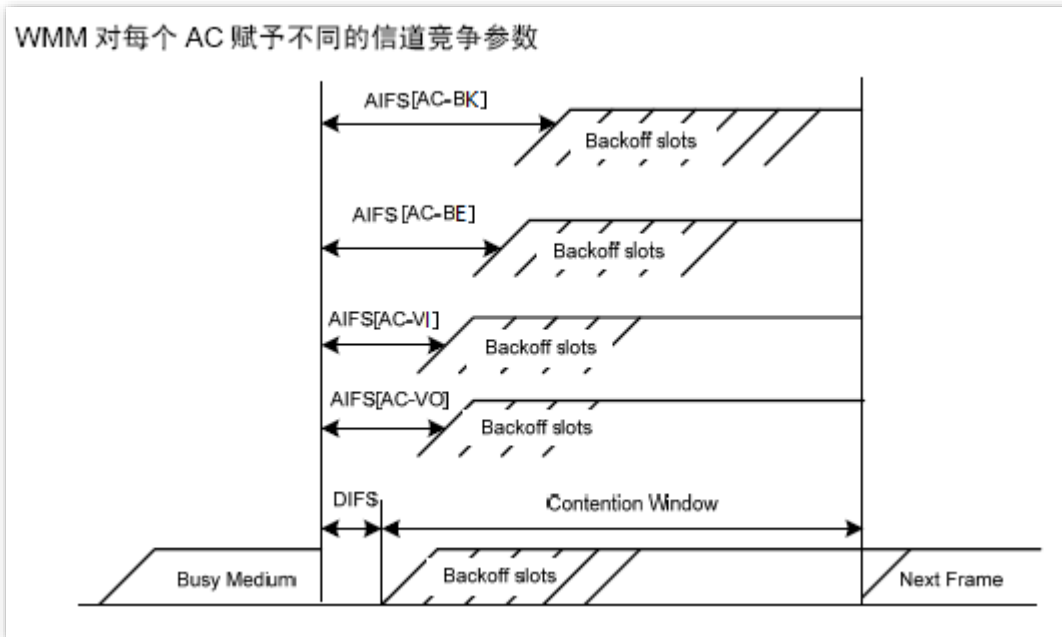 WMM 对每个 AC 赋予不同的信道竞争参数
AIFS[AC-BK]
Backoff slots
AIFS[AC-BE]
Backoff slots
AIFS[AC-VI]
Backoff slots
AIFS[AC-VO]
Backoff slots
DIFS
Contention Window
Busy Medium
Backoff slots
Next Frame